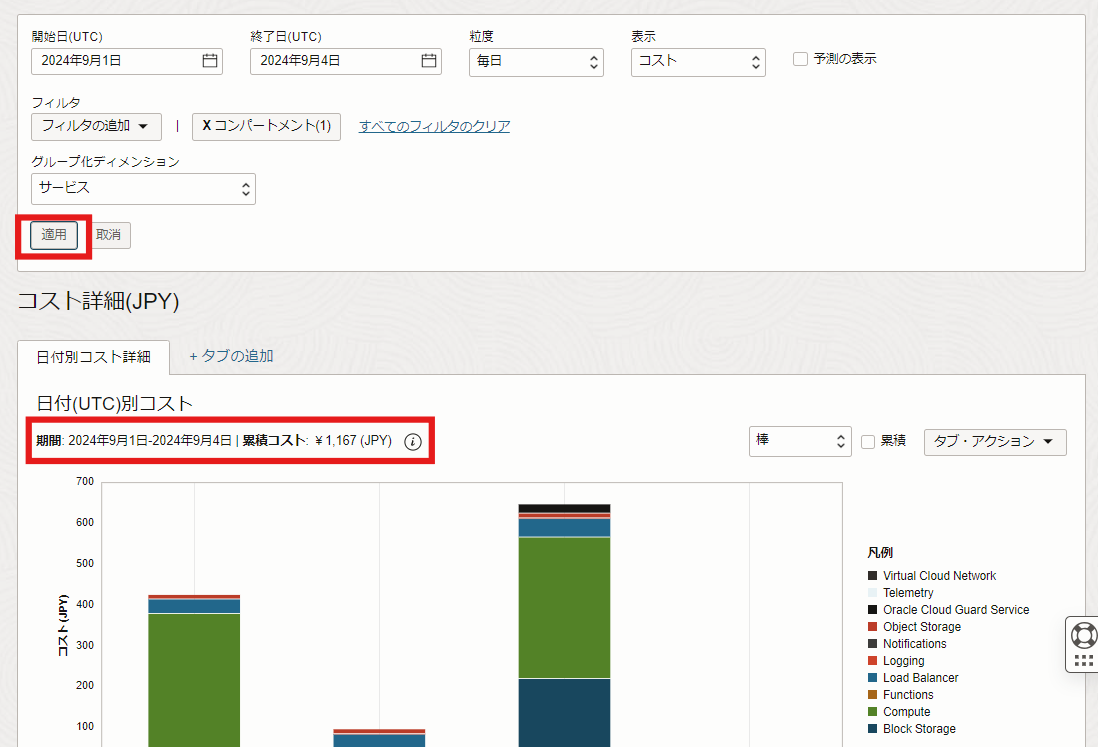 開始日(UTC) 終了日(UTC) 粒度 表示
2024年9月1日 2024年9月4日 毎日 コスト 予測の表示
フィルタ
フィルタの追加 | X コンパートメント(1) すべてのフィルタのクリア
グループ化ディメンション
サービス
適用 取消
コスト詳細(JPY)
日付別コスト詳細 + タブの追加
日付(UTC)別コスト
期間: 2024年9月1日-2024年9月4日 | 累積コスト: ¥1,167 (JPY) i 棒 累積 タブ・アクション
700
600
500
400
300
200
100
コスト(JPY)
凡例
Virtual Cloud Network
Telemetry
Oracle Cloud Guard Service
Object Storage
Notifications
Logging
Load Balancer
Functions
Compute
Block Storage